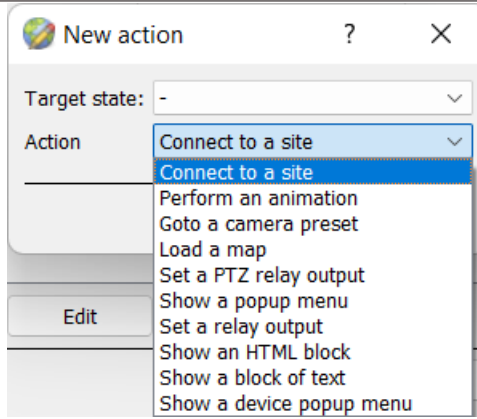 New action ? ×
Target state: -
Action Connect to a site
Connect to a site
Perform an animation
Goto a camera preset
Load a map
Set a PTZ relay output
Show a popup menu
Edit
Set a relay output
Show an HTML block
Show a block of text
Show a device popup menu